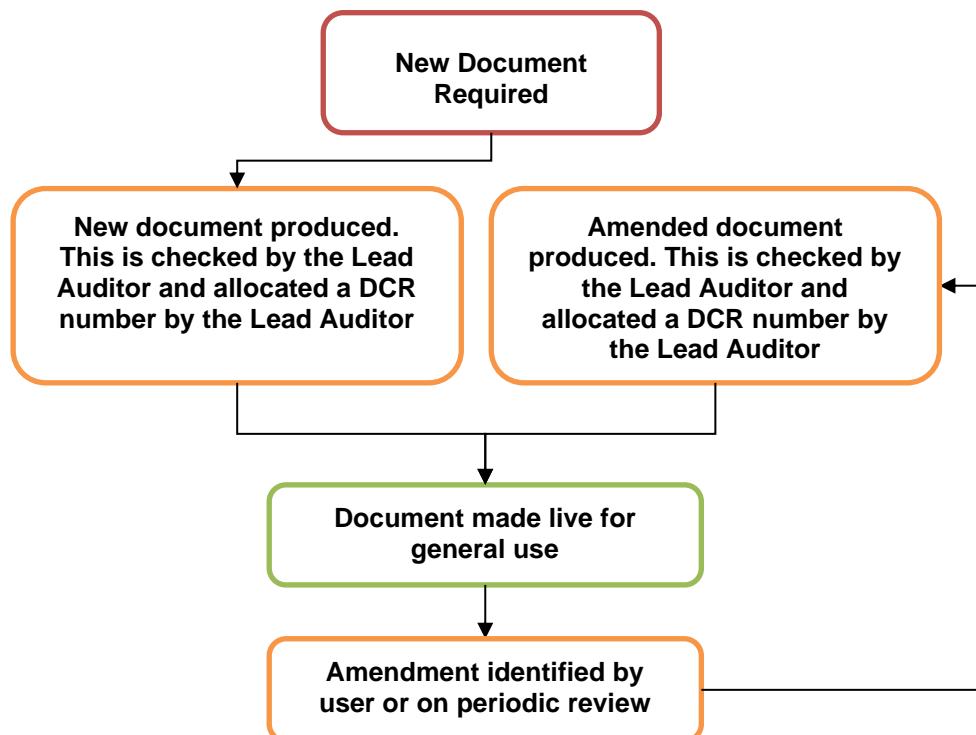 New Document
Required
New document produced.
This is checked by the Lead
Auditor and allocated a DCR
number by the Lead Auditor
Amended document
produced. This is checked by
the Lead Auditor and
allocated a DCR number by
the Lead Auditor
Document made live for
general use
Amendment identified by
user or on periodic review